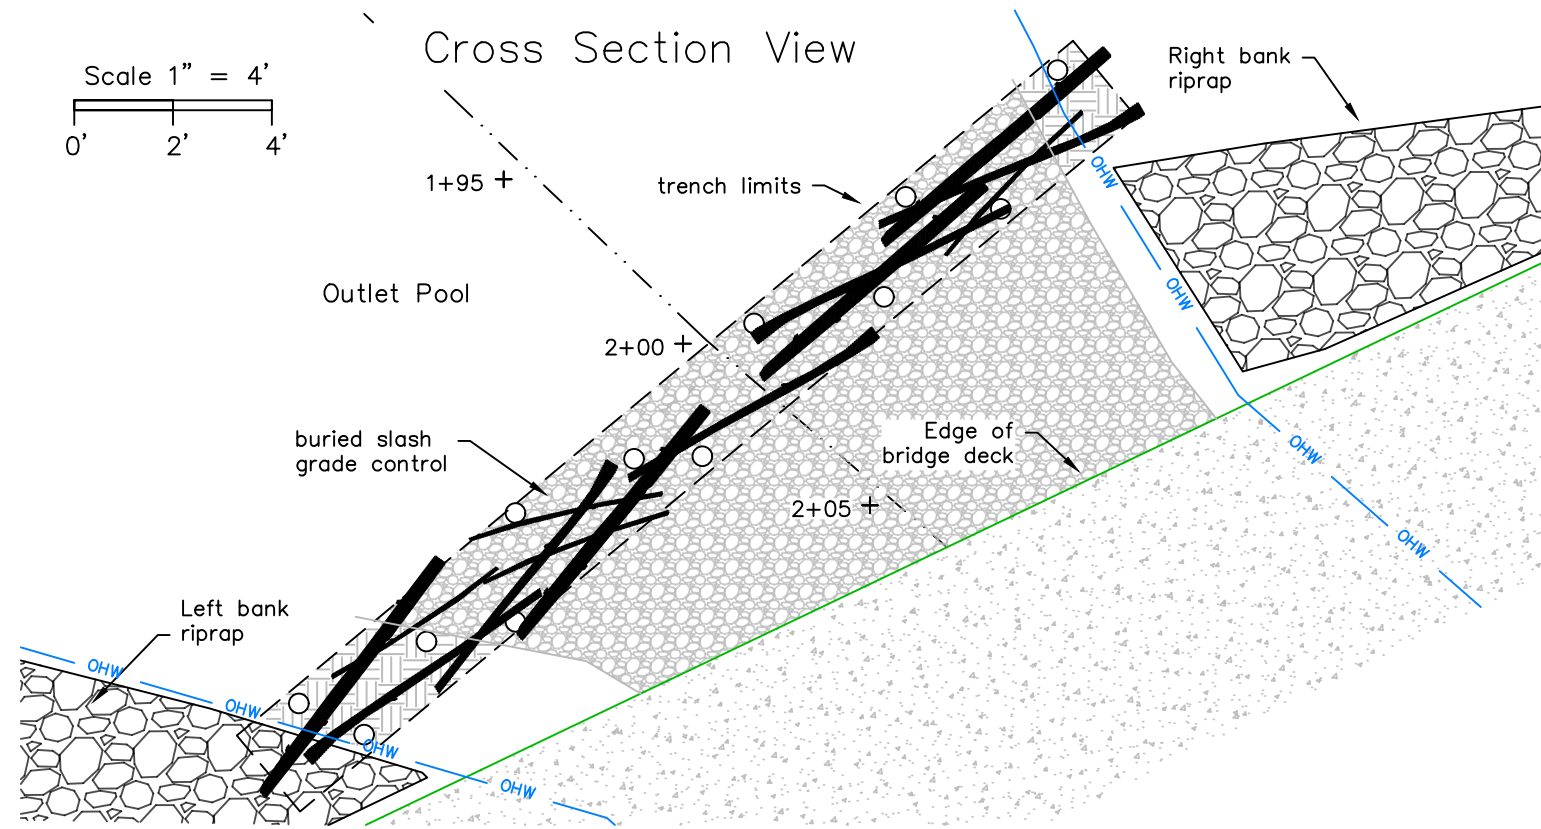 Cross Section View
Scale 1" = 4'
0' 2' 4'
Right bank
riprap
1+95
trench limits
OHW
Outlet Pool
OHW
2+00
buried slash
grade control
Edge of
bridge deck
OHW
2+05
OHW
Left bank
riprap
OHW
OHW
OHW
OHW